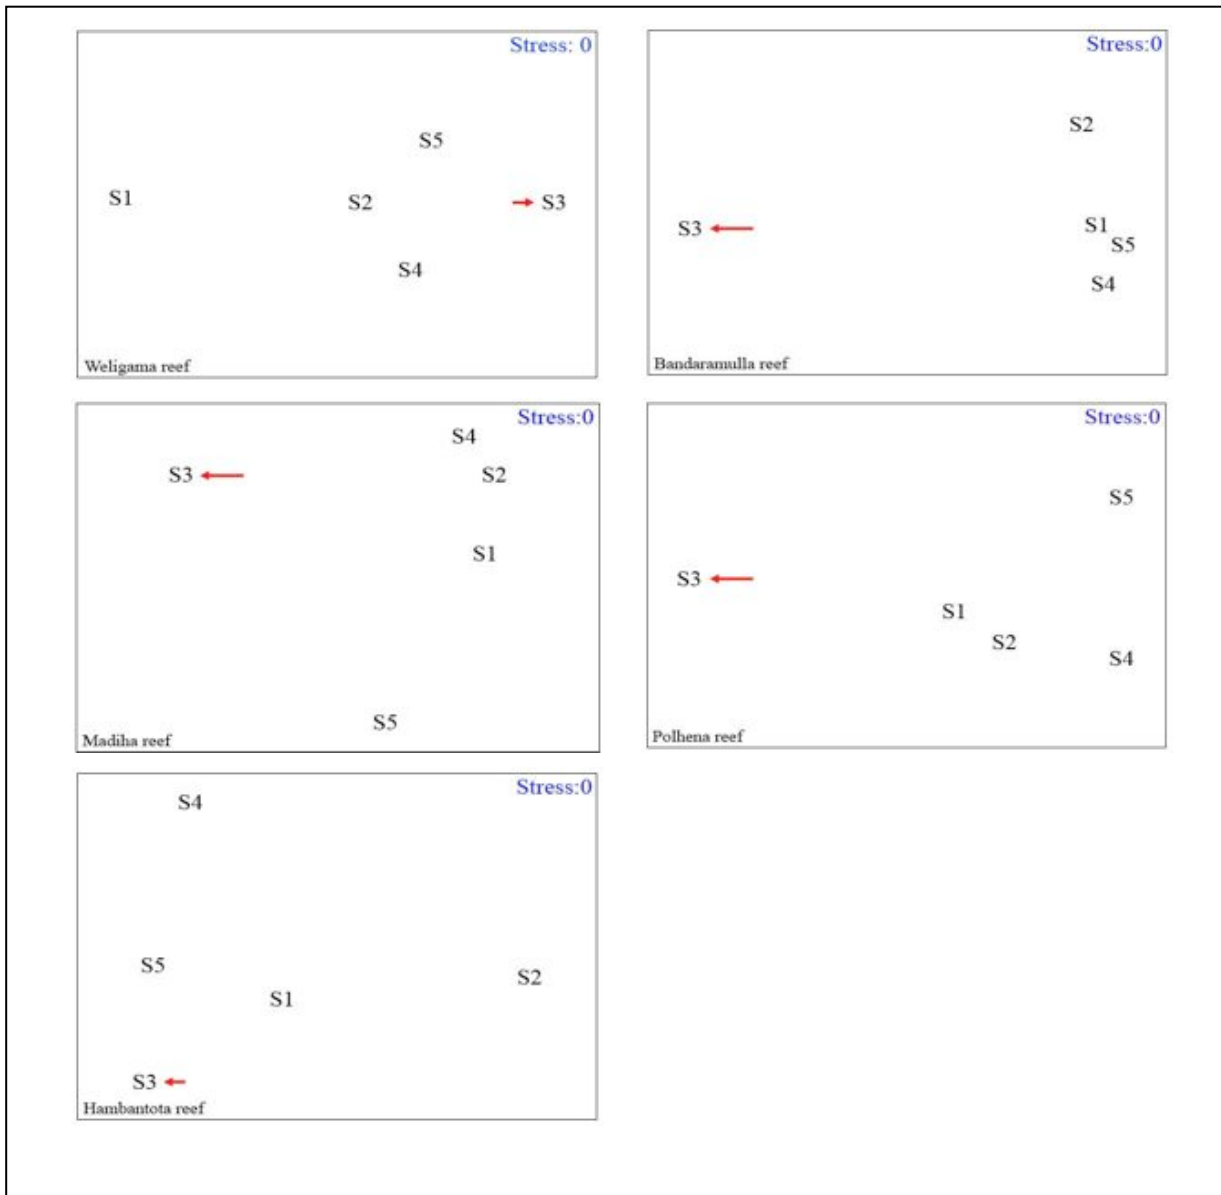 Stress: 0
S5
S1
S2
S3
S4
Weligama reef
Stress:0
S2
S3
S1
S5
S4
Bandaramulla reef
Stress:0
S4
S3
S2
S1
S5
Madiha reef
Stress:0
S5
S3
S1
S2
S4
Polhena reef
Stress:0
S4
S5
S2
S1
S3
Hambantota reef